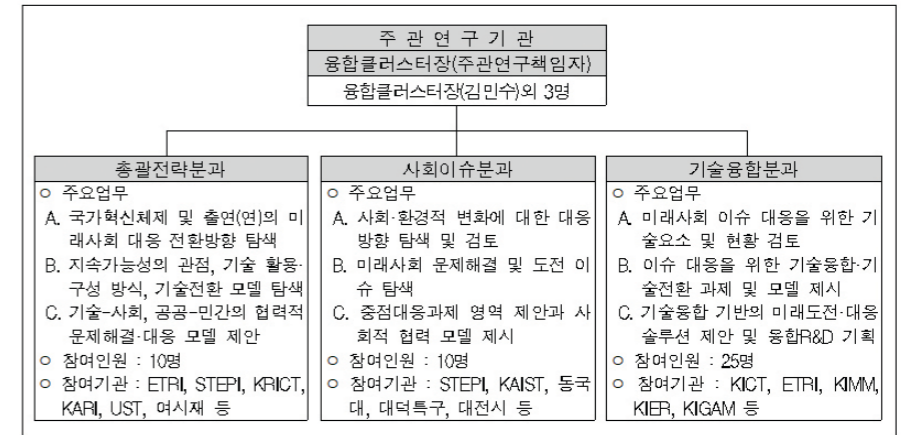 주 관 연 구 기 관
융합클러스터장(주관연구책임자)
융합클러스터장(김민수)외 3명
총괄전략분과
○ 주요업무
A. 국가혁신체제 및 출연(연)의 미
래사회 대응 전환방향 탐색
B. 지속가능성의 관점, 기술 활용·
구성 방식, 기술전환 모델 탐색
C. 기술-사회, 공공-민간의 협력적
문제해결·대응 모델 제안
○ 참여인원 : 10명
○ 참여기관 : ETRI, STEPI, KRICT,
KARI, UST, 여시재 등
사회이슈분과
○ 주요업무
A. 사회·환경적 변화에 대한 대응
방향 탐색 및 검토
B. 미래사회 문제해결 및 도전 이
슈 탐색
C. 중점대응과제 영역 제안과 사
회적 협력 모델 제시
○ 참여인원 : 10명
○ 참여기관 : STEPI, KAIST, 동국
대, 대덕특구, 대전시 등
기술융합분과
○ 주요업무
A. 미래사회 이슈 대응을 위한 기
술요소 및 현황 검토
B. 이슈 대응을 위한 기술융합·기
술전환 과제 및 모델 제시
C. 기술융합 기반의 미래도전·대응
솔루션 제안 및 융합R&D 기획
○ 참여인원 : 25명
○ 참여기관 : KICT, ETRI, KIMM,
KIER, KIGAM 등